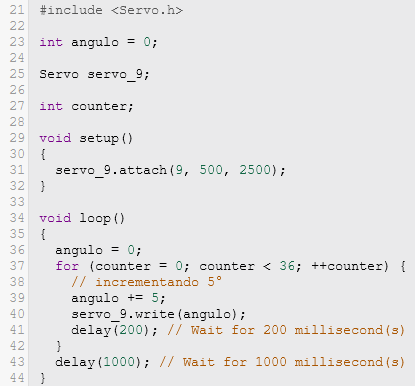 21 #include <Servo.h>
22
23 int angulo = 0;
24
25 Servo servo_9;
26
27 int counter;
28
29 void setup()
30 {
31   servo_9.attach(9, 500, 2500);
32 }
33
34 void loop()
35 {
36   angulo = 0;
37   for (counter = 0; counter < 36; ++counter) {
38     // incrementando 5°
39     angulo += 5;
40     servo_9.write(angulo);
41     delay(200); // Wait for 200 millisecond(s)
42   }
43   delay(1000); // Wait for 1000 millisecond(s)
44 }